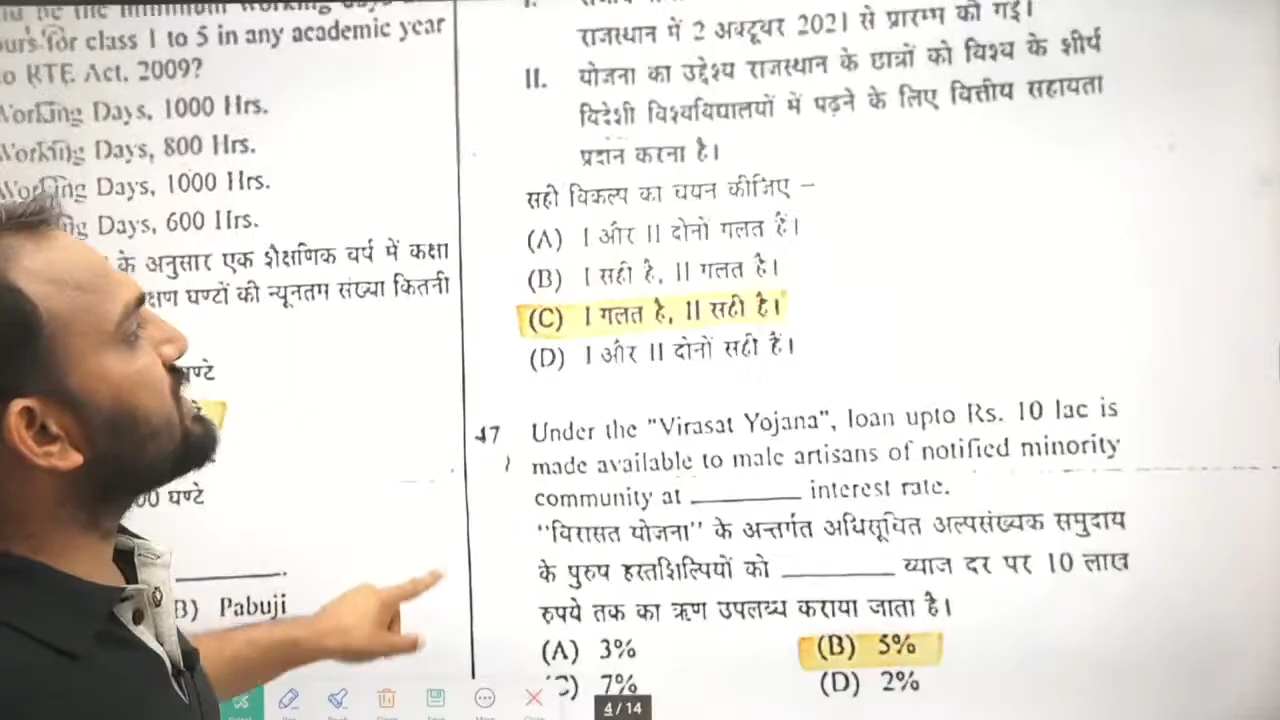 ours for class 1 to 5 in any academic year
to RTE Act, 2009?
Working Days, 1000 Hrs.
Working Days, 800 Hrs.
Working Days, 1000 Hrs.
Days, 600 Hrs.
के अनुसार एक शैक्षणिक वर्ष में कक्षा
घण्टों की न्यूनतम संख्या कितनी
घण्टे
00 घण्टे
B) Pabuji
I.
राजस्थान में 2 अक्टूबर 2021 से प्रारम्भ की गई।
II. योजना का उद्देश्य राजस्थान के छात्रों को विश्व के शीर्ष
विदेशी विश्वविद्यालयों में पढ़ने के लिए वित्तीय सहायता
प्रदान करना है।
सही विकल्प का चयन कीजिए –
(A) I और II दोनों गलत हैं।
(B) I सही है, II गलत है।
(C) I गलत है, II सही है।
(D) I और II दोनों सही हैं।
47 Under the "Virasat Yojana", loan upto Rs. 10 lac is
made available to male artisans of notified minority
community at ________ interest rate.
"विरासत योजना" के अन्तर्गत अधिसूचित अल्पसंख्यक समुदाय
के पुरुष हस्तशिल्पियों को ________ ब्याज दर पर 10 लाख
रुपये तक का ऋण उपलब्ध कराया जाता है।
(A) 3% (B) 5%
C) 7% (D) 2%
4 / 14